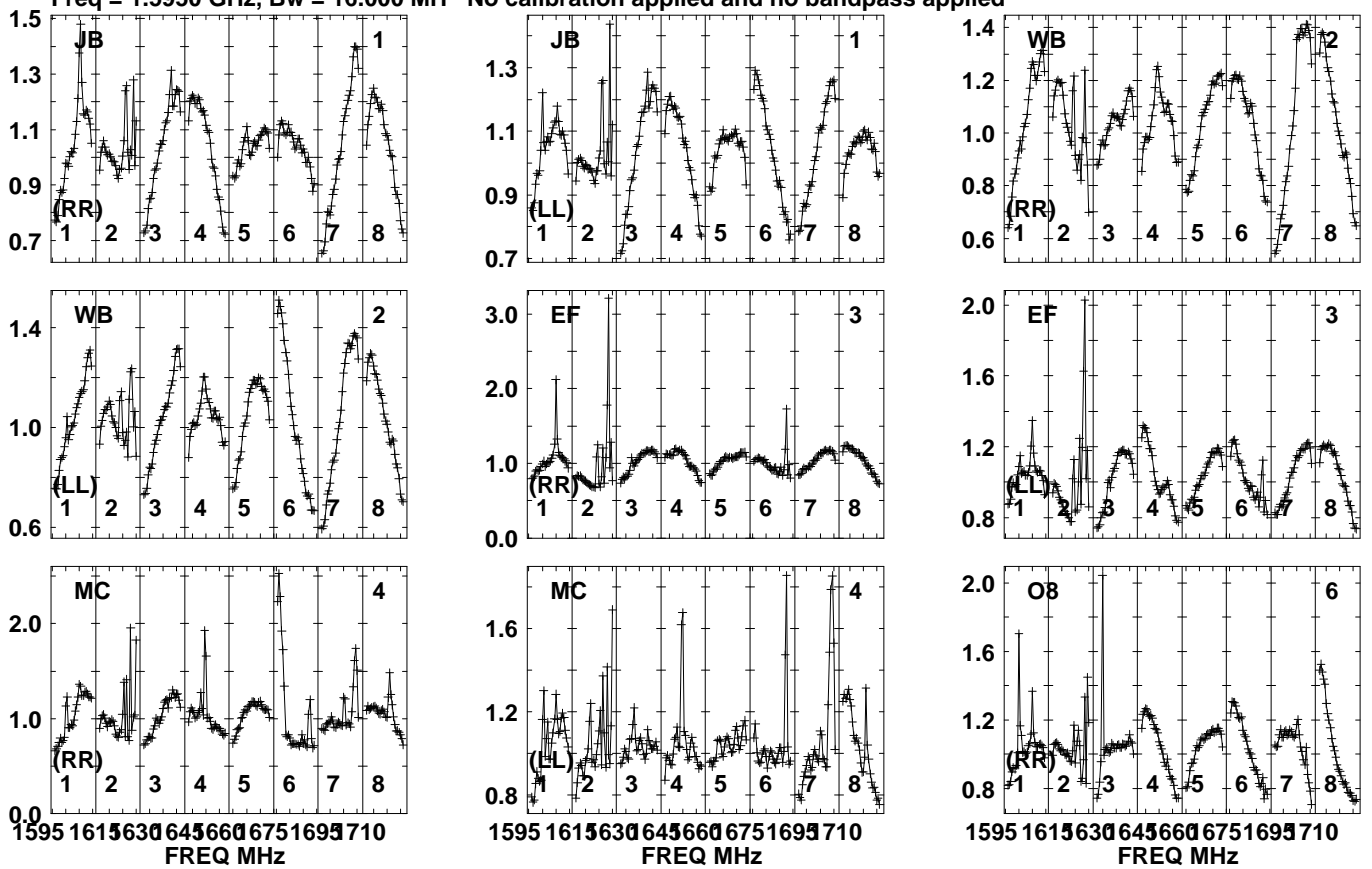 Freq = 1.5950 GHz, Bw = 16.000 MH No calibration applied and no bandpass applied
JB 1 JB 1 WB 2
1.5 1.3 1.1 0.9 0.7
1.3 1.1 0.9 0.7
1.4 1.2 1.0 0.8 0.6
(RR) (LL) (RR)
1 2 3 4 5 6 7 8 1 2 3 4 5 6 7 8 1 2 3 4 5 6 7 8
WB 2 EF 3 EF 3
1.4 1.0 0.6
3.0 2.0 1.0 0.0
2.0 1.6 1.2 0.8
(LL) (RR) (LL)
1 2 3 4 5 6 7 8 1 2 3 4 5 6 7 8 1 2 3 4 5 6 7 8
MC 4 MC 4 O8 6
2.0 1.0 0.0
1.6 1.2 0.8
2.0 1.6 1.2 0.8
(RR) (LL) (RR)
1 2 3 4 5 6 7 8 1 2 3 4 5 6 7 8 1 2 3 4 5 6 7 8
1595 1615 1630 1645 1660 1675 1695 1710 1595 1615 1630 1645 1660 1675 1695 1710 1595 1615 1630 1645 1660 1675 1695 1710
FREQ MHz FREQ MHz FREQ MHz